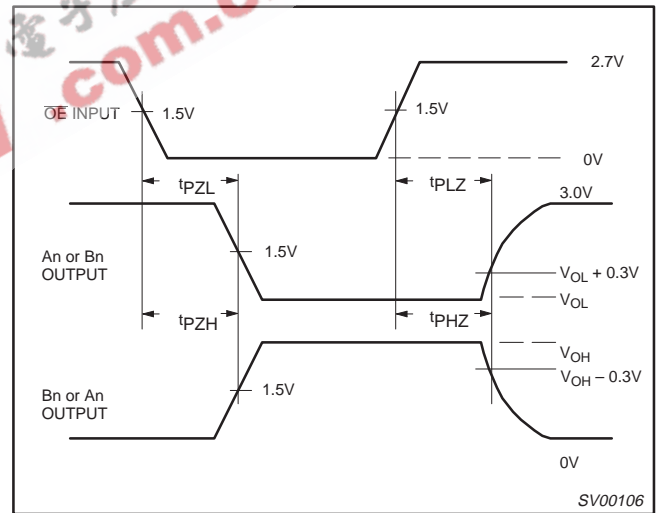 電子
.com.c
2.7V
OE INPUT
1.5V
1.5V
0V
tPZL
tPLZ
3.0V
An or Bn
OUTPUT
1.5V
VOL + 0.3V
VOL
tPZH
tPHZ
VOH
VOH – 0.3V
Bn or An
OUTPUT
1.5V
0V
SV00106